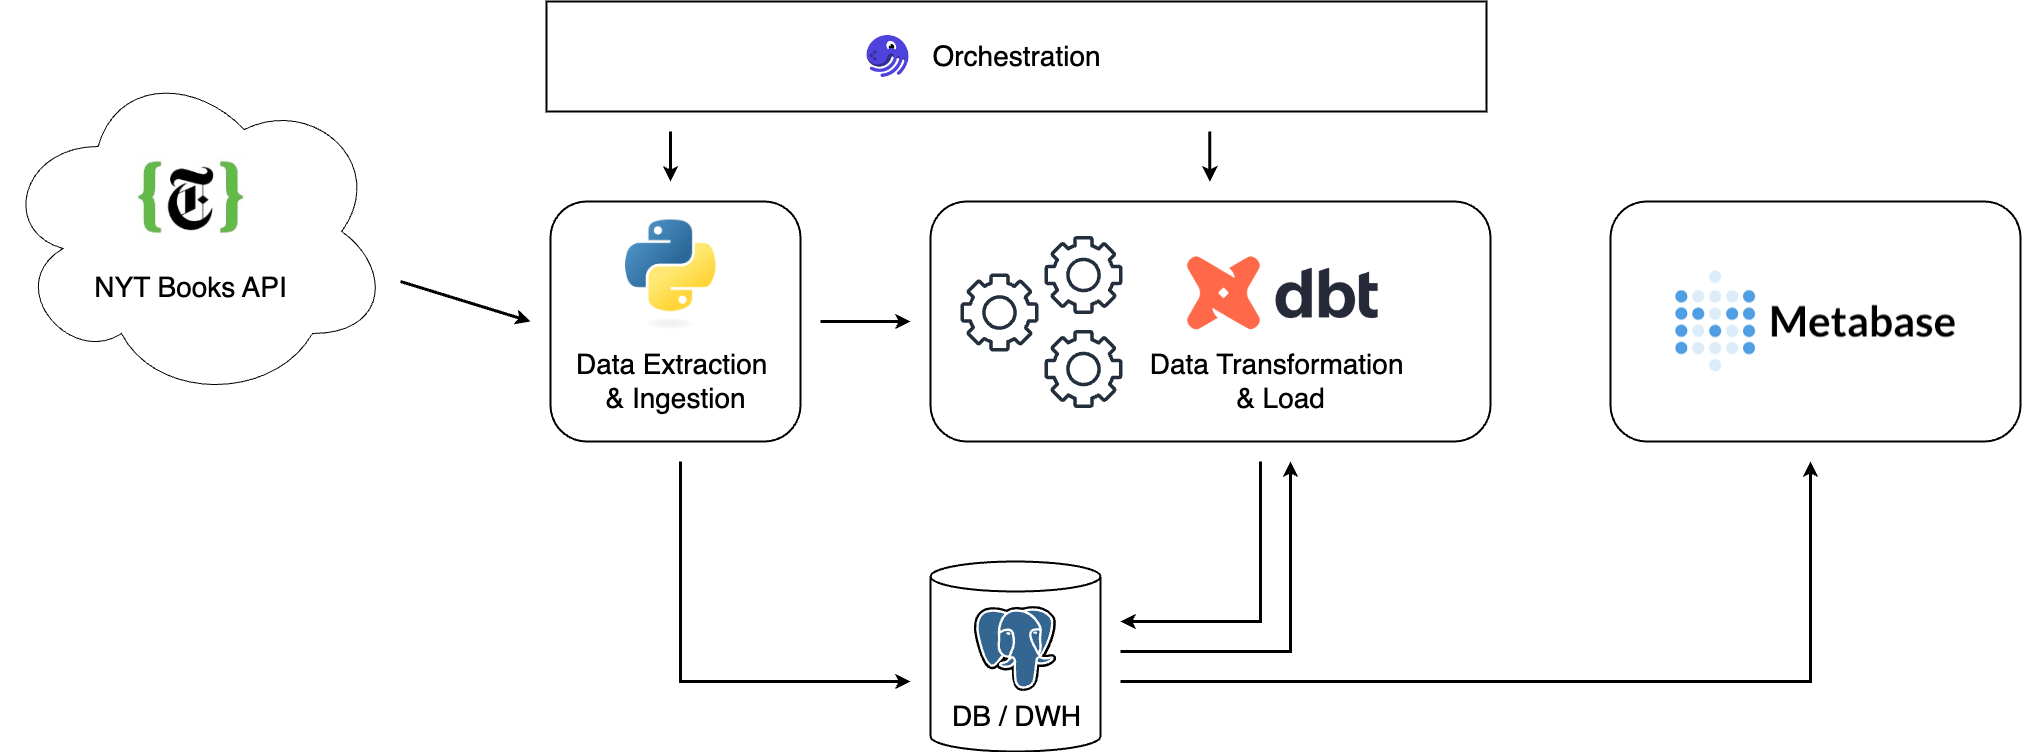 Orchestration
{T}
NYT Books API
Data Extraction
& Ingestion
dbt
Data Transformation
& Load
Metabase
DB / DWH